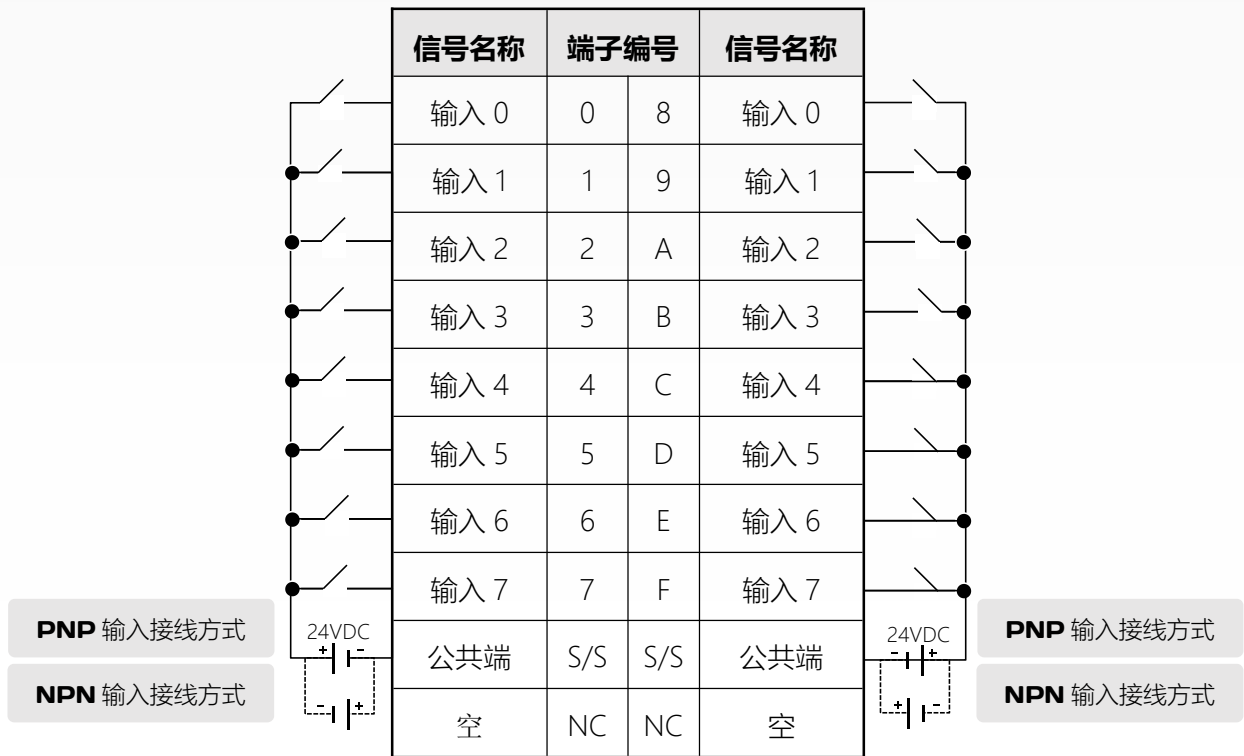 信号名称 端子编号 信号名称
输入 0 0 8 输入 0
输入 1 1 9 输入 1
输入 2 2 A 输入 2
输入 3 3 B 输入 3
输入 4 4 C 输入 4
输入 5 5 D 输入 5
输入 6 6 E 输入 6
输入 7 7 F 输入 7
PNP 输入接线方式 24VDC 公共端 S/S S/S 公共端 24VDC PNP 输入接线方式
+ - - +
NPN 输入接线方式 NPN 输入接线方式
- + + -
空 NC NC 空